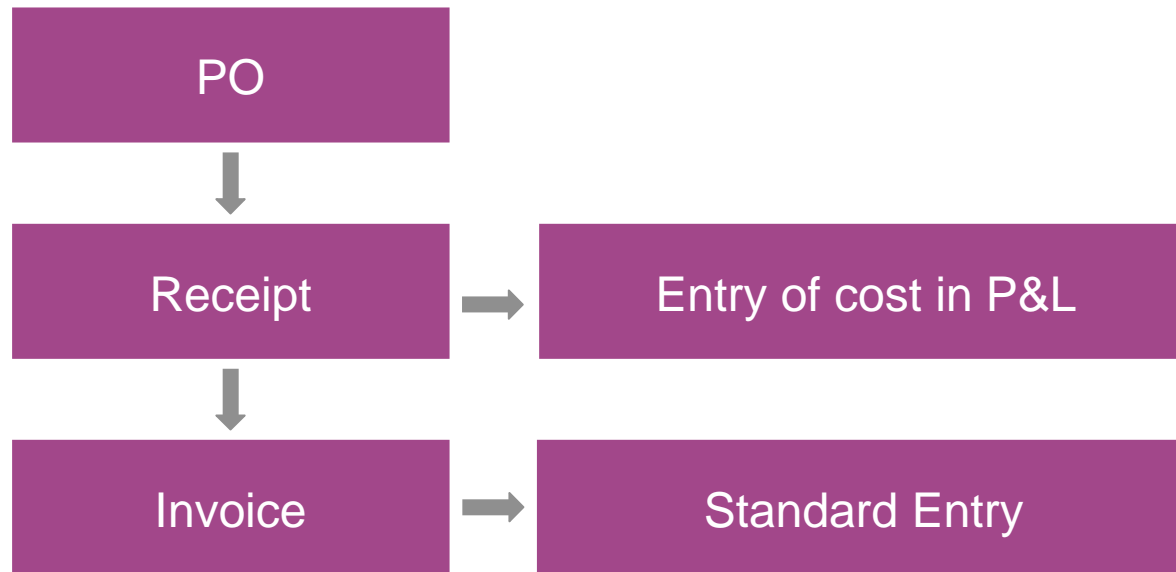 PO
Receipt
Entry of cost in P&L
Invoice
Standard Entry